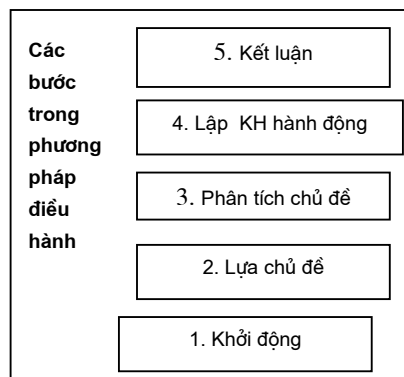 Các
bước
trong
phương
pháp
điều
hành
5. Kết luận
4. Lập KH hành động
3. Phân tích chủ đề
2. Lựa chủ đề
1. Khởi động